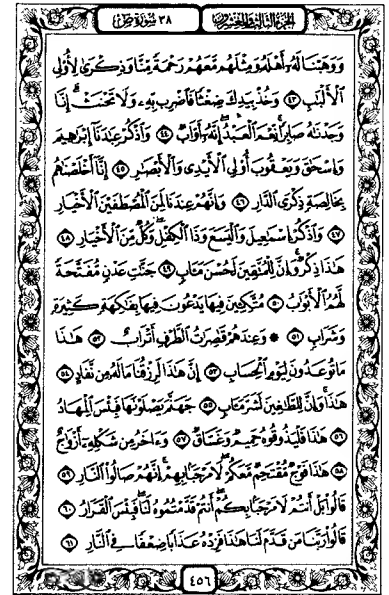 الجزء الثالث والعشرون
٣٨ سورة ص
وَوَهَبْنَا لَهُۥٓ أَهْلَهُۥ وَمِثْلَهُم مَّعَهُمْ رَحْمَةً مِّنَّا وَذِكْرَىٰ لِأُو۟لِى
ٱلْأَلْبَٰبِ ٤٣ وَخُذْ بِيَدِكَ ضِغْثًا فَٱضْرِب بِّهِۦ وَلَا تَحْنَثْ إِنَّا
وَجَدْنَٰهُ صَابِرًا نِّعْمَ ٱلْعَبْدُ إِنَّهُۥٓ أَوَّابٌ ٤٤ وَٱذْكُرْ عِبَٰدَنَآ إِبْرَٰهِيمَ
وَإِسْحَٰقَ وَيَعْقُوبَ أُو۟لِى ٱلْأَيْدِى وَٱلْأَبْصَٰرِ ٤٥ إِنَّآ أَخْلَصْنَٰهُم
بِخَالِصَةٍ ذِكْرَى ٱلدَّارِ ٤٦ وَإِنَّهُمْ عِندَنَا لَمِنَ ٱلْمُصْطَفَيْنَ ٱلْأَخْيَارِ
٤٧ وَٱذْكُرْ إِسْمَٰعِيلَ وَٱلْيَسَعَ وَذَا ٱلْكِفْلِ وَكُلٌّ مِّنَ ٱلْأَخْيَارِ ٤٨
هَٰذَا ذِكْرٌ وَإِنَّ لِلْمُتَّقِينَ لَحُسْنَ مَـَٔابٍ ٤٩ جَنَّٰتِ عَدْنٍ مُّفَتَّحَةً
لَّهُمُ ٱلْأَبْوَٰبُ ٥٠ مُتَّكِـِٔينَ فِيهَا يَدْعُونَ فِيهَا بِفَٰكِهَةٍ كَثِيرَةٍ
وَشَرَابٍ ٥١ ۞ وَعِندَهُمْ قَٰصِرَٰتُ ٱلطَّرْفِ أَتْرَابٌ ٥٢ هَٰذَا
مَا تُوعَدُونَ لِيَوْمِ ٱلْحِسَابِ ٥٣ إِنَّ هَٰذَا لَرِزْقُنَا مَا لَهُۥ مِن نَّفَادٍ ٥٤
هَٰذَا وَإِنَّ لِلطَّٰغِينَ لَشَرَّ مَـَٔابٍ ٥٥ جَهَنَّمَ يَصْلَوْنَهَا فَبِئْسَ ٱلْمِهَادُ
٥٦ هَٰذَا فَلْيَذُوقُوهُ حَمِيمٌ وَغَسَّاقٌ ٥٧ وَءَاخَرُ مِن شَكْلِهِۦٓ أَزْوَٰجٌ
٥٨ هَٰذَا فَوْجٌ مُّقْتَحِمٌ مَّعَكُمْ لَا مَرْحَبًۢا بِهِمْ إِنَّهُمْ صَالُوا۟ ٱلنَّارِ ٥٩
قَالُوا۟ بَلْ أَنتُمْ لَا مَرْحَبًۢا بِكُمْ أَنتُمْ قَدَّمْتُمُوهُ لَنَا فَبِئْسَ ٱلْقَرَارُ ٦٠
قَالُوا۟ رَبَّنَا مَن قَدَّمَ لَنَا هَٰذَا فَزِدْهُ عَذَابًا ضِعْفًا فِى ٱلنَّارِ ٦١
٤٥٦